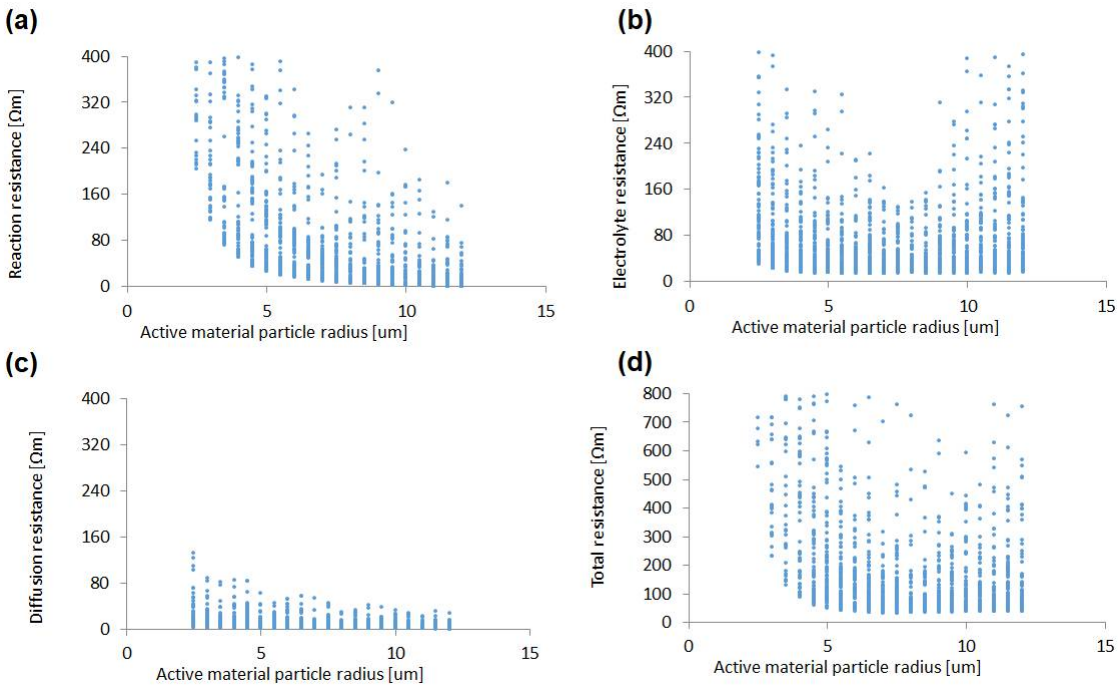 (a)
400
320
240
160
80
0
Reaction resistance [Ωm]
0 5 10 15
Active material particle radius [um]
(b)
400
320
240
160
80
0
Electrolyte resistance [Ωm]
0 5 10 15
Active material particle radius [um]
(c)
400
320
240
160
80
0
Diffusion resistance [Ωm]
0 5 10 15
Active material particle radius [um]
(d)
800
700
600
500
400
300
200
100
0
Total resistance [Ωm]
0 5 10 15
Active material particle radius [um]